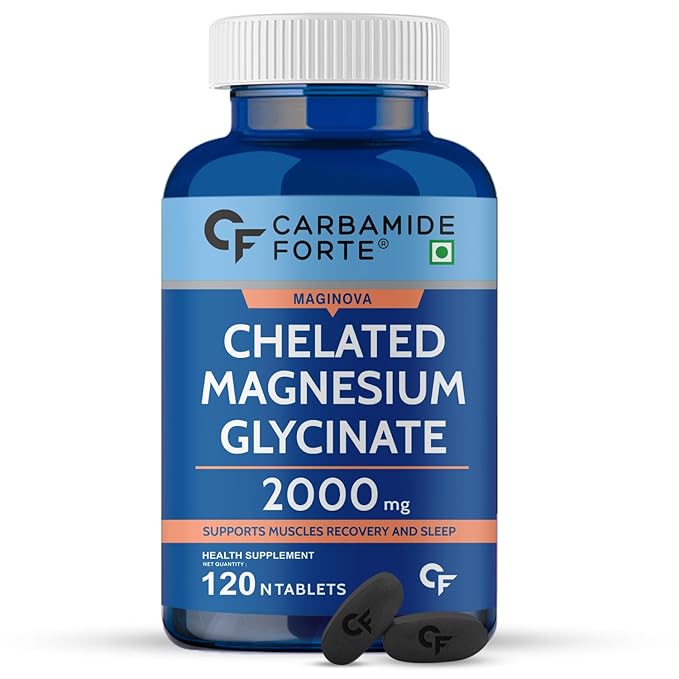 CF CARBAMIDE
FORTE®
MAGINOVA
CHELATED
MAGNESIUM
GLYCINATE
2000 mg
SUPPORTS MUSCLES RECOVERY AND SLEEP
HEALTH SUPPLEMENT
NET QUANTITY :
120 N TABLETS
CF
CF
CF